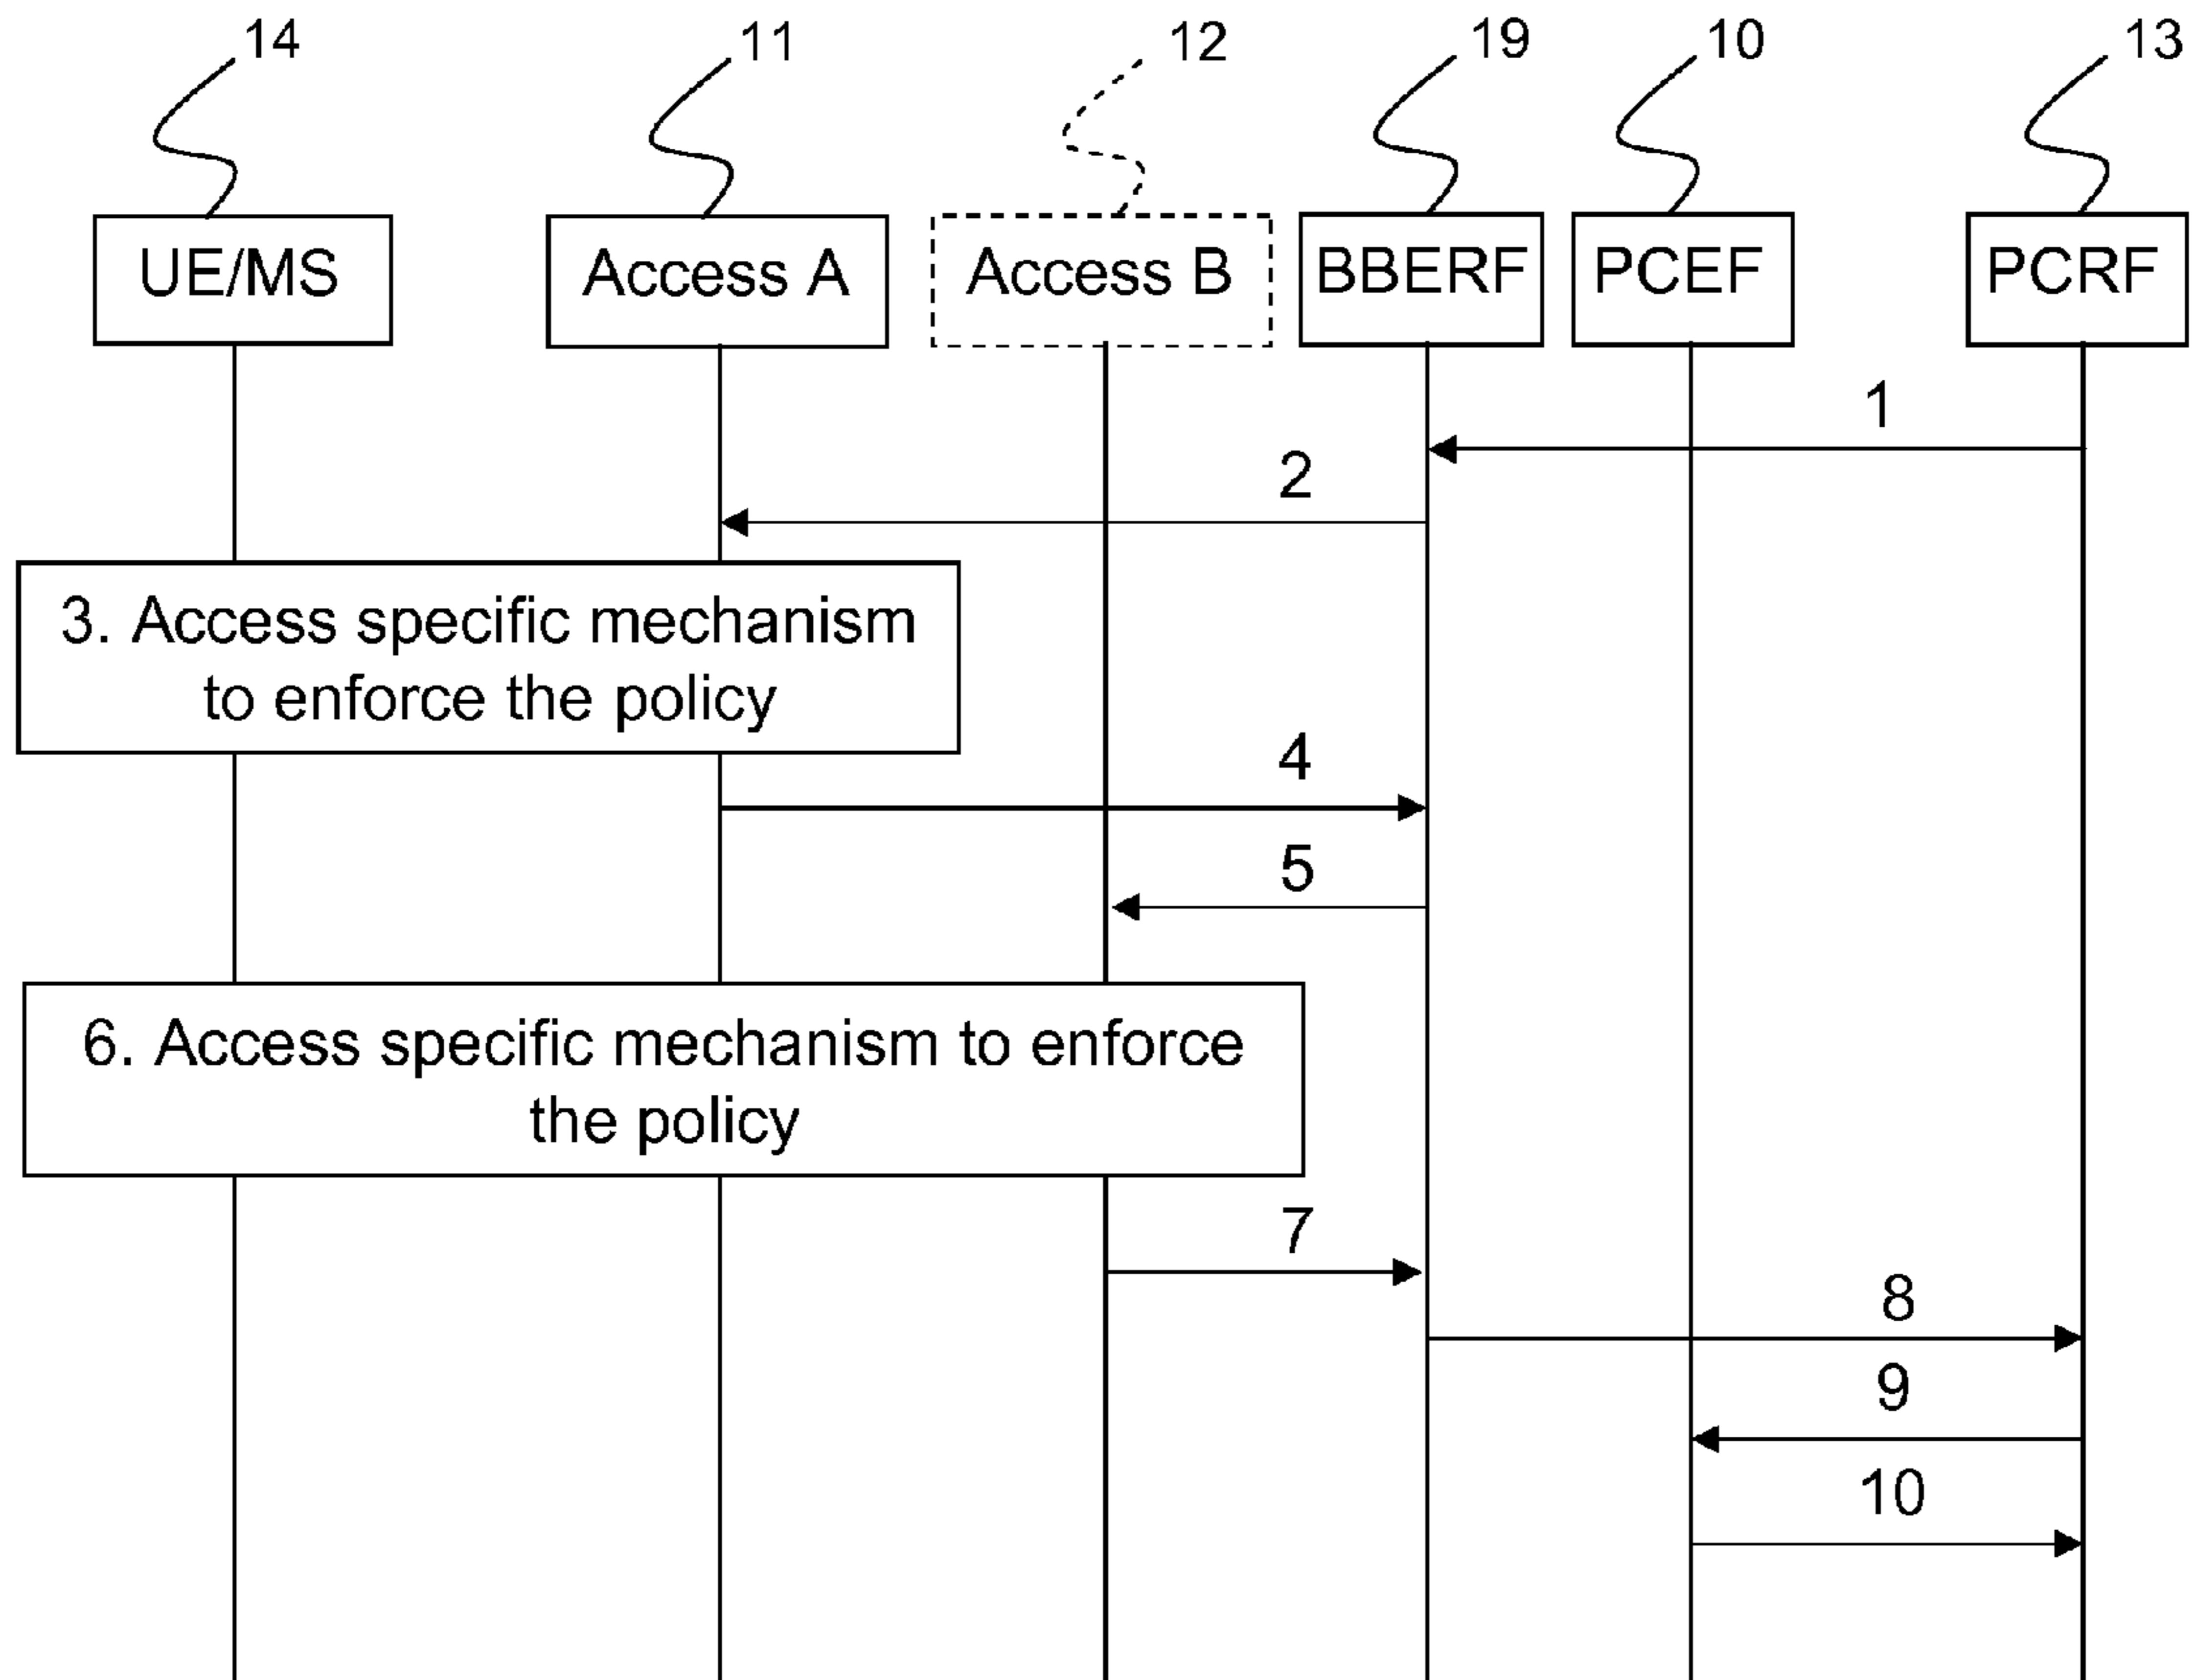 14
11
12
19
10
13
UE/MS
Access A
Access B
BBERF
PCEF
PCRF
1
2
3. Access specific mechanism
to enforce the policy
4
5
6. Access specific mechanism to enforce
the policy
7
8
9
10